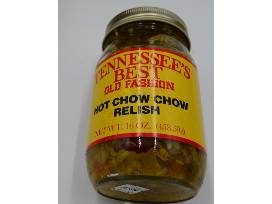 TENNESSEE'S
BEST
OLD FASHION
HOT CHOW CHOW
RELISH
NET WT. 16 OZ.